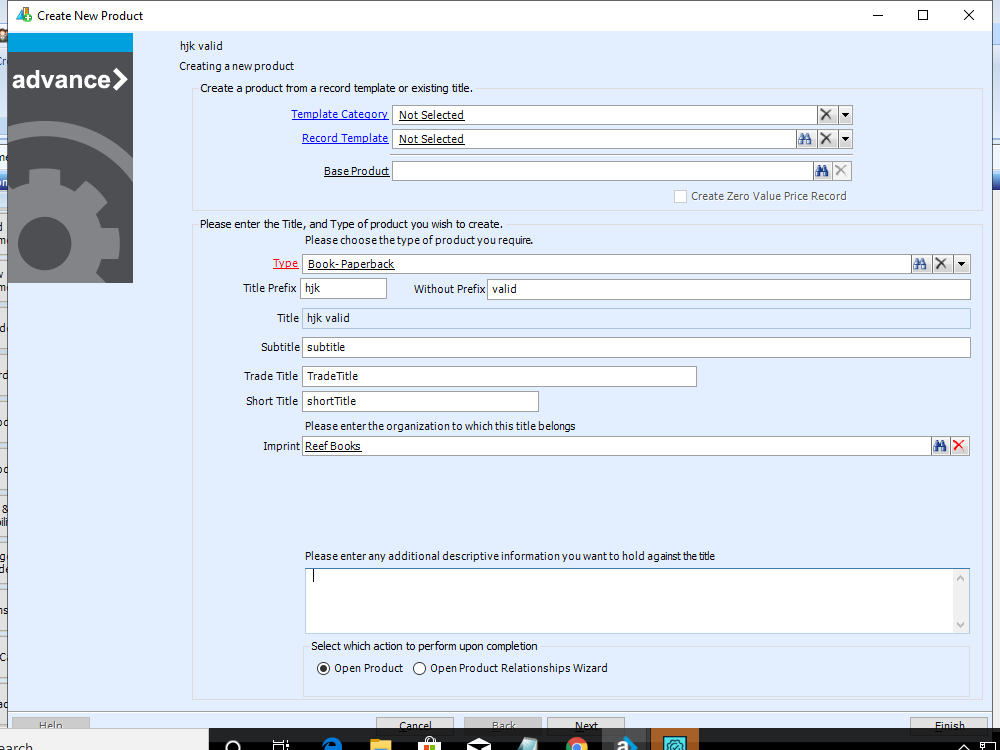 Create New Product
hjk valid
advance
Creating a new product
Create a product from a record template or existing title.
Template Category Not Selected
Record Template Not Selected
Base Product
Create Zero Value Price Record
Please enter the Title, and Type of product you wish to create.
Please choose the type of product you require.
Type Book- Paperback
Title Prefix hjk Without Prefix valid
Title hjk valid
Subtitle subtitle
Trade Title TradeTitle
Short Title shortTitle
Please enter the organization to which this title belongs
Imprint Reef Books
Please enter any additional descriptive information you want to hold against the title
Select which action to perform upon completion
Open Product Open Product Relationships Wizard
Help Cancel Back Next Finish